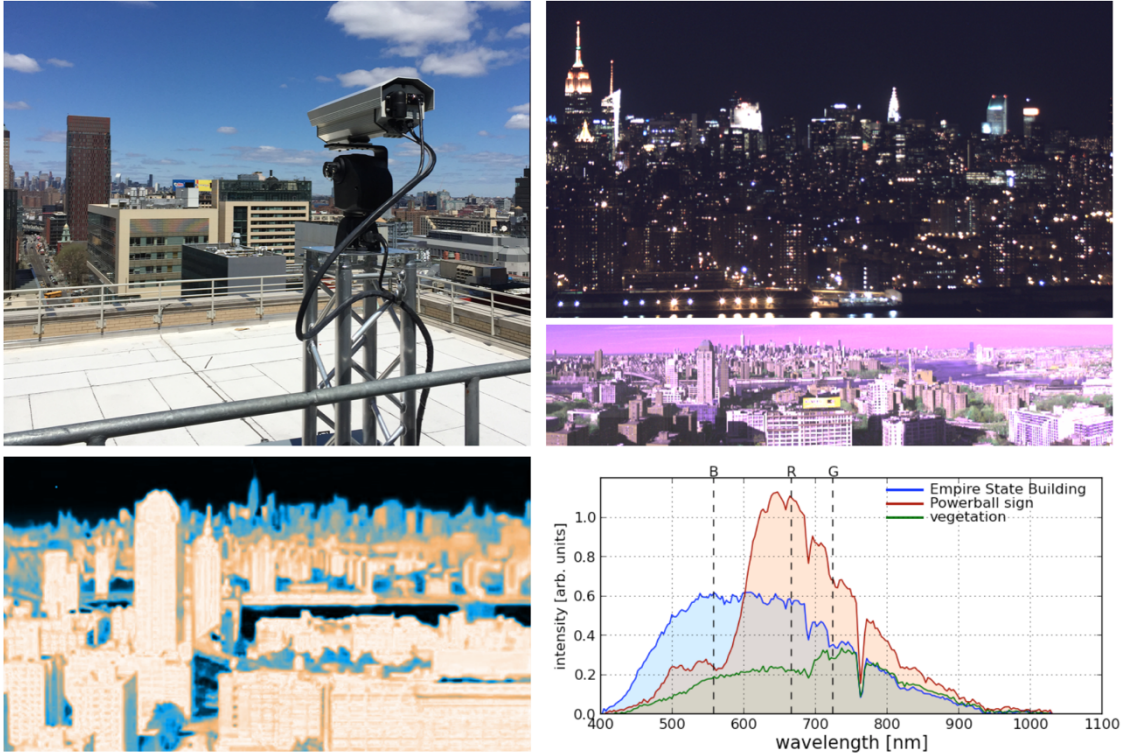 B R G
Empire State Building
Powerball sign
vegetation
intensity [arb. units]
1.0
0.8
0.6
0.4
0.2
0.0
400 500 600 700 800 900 1000 1100
wavelength [nm]